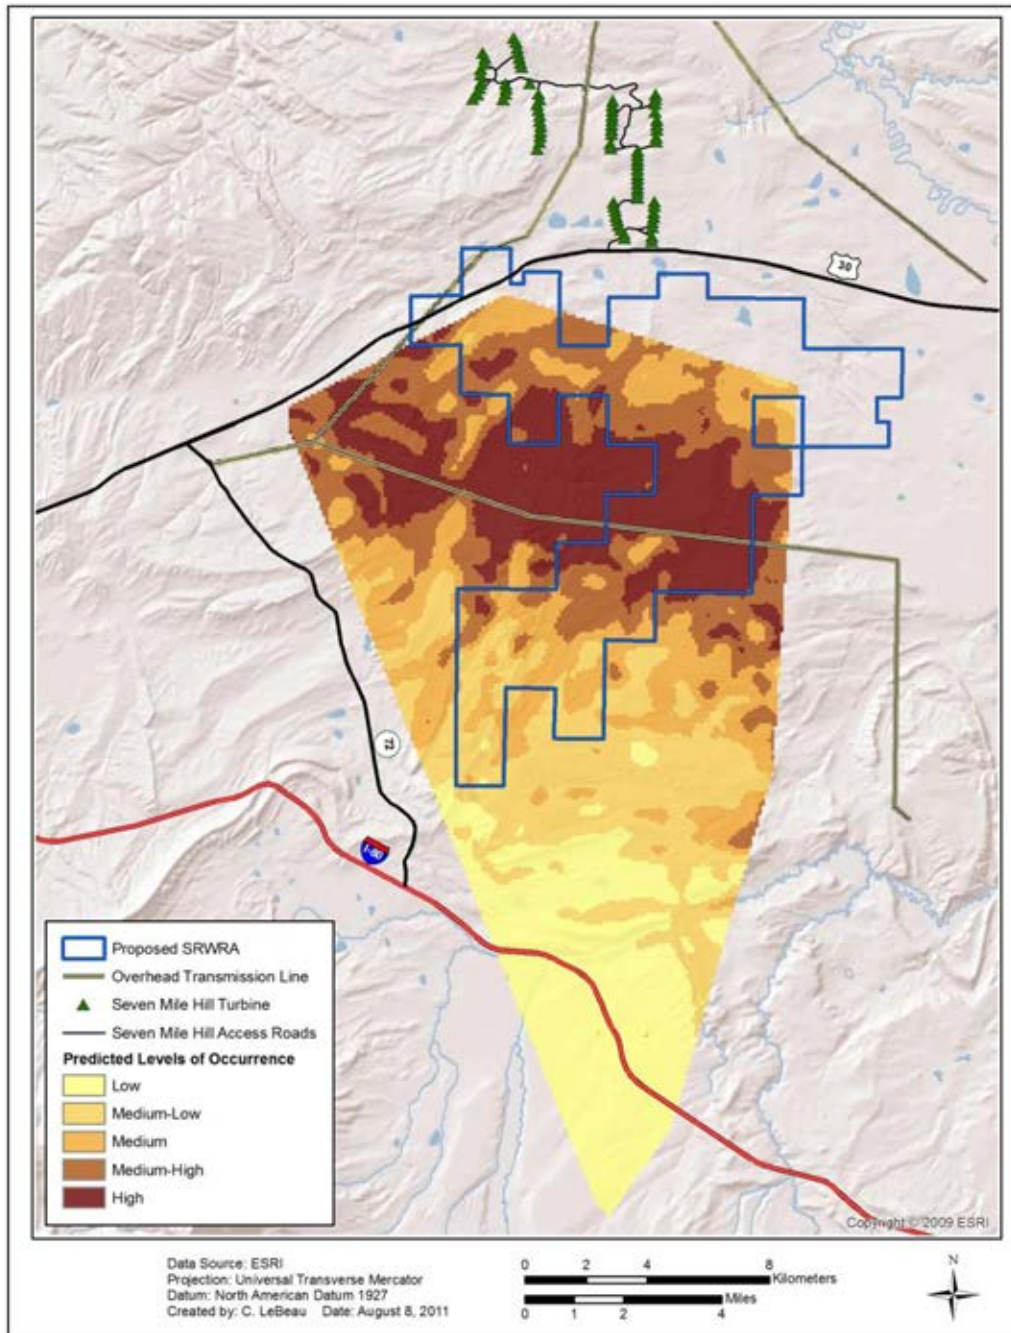 30
72
I-80
Proposed SRWRA
Overhead Transmission Line
Seven Mile Hill Turbine
Seven Mile Hill Access Roads
Predicted Levels of Occurrence
Low
Medium-Low
Medium
Medium-High
High
Copyright © 2009 ESRI
Data Source: ESRI
Projection: Universal Transverse Mercator
Datum: North American Datum 1927
Created by: C. LeBeau Date: August 8, 2011
0 2 4 8
Kilometers
Miles
0 1 2 4
N